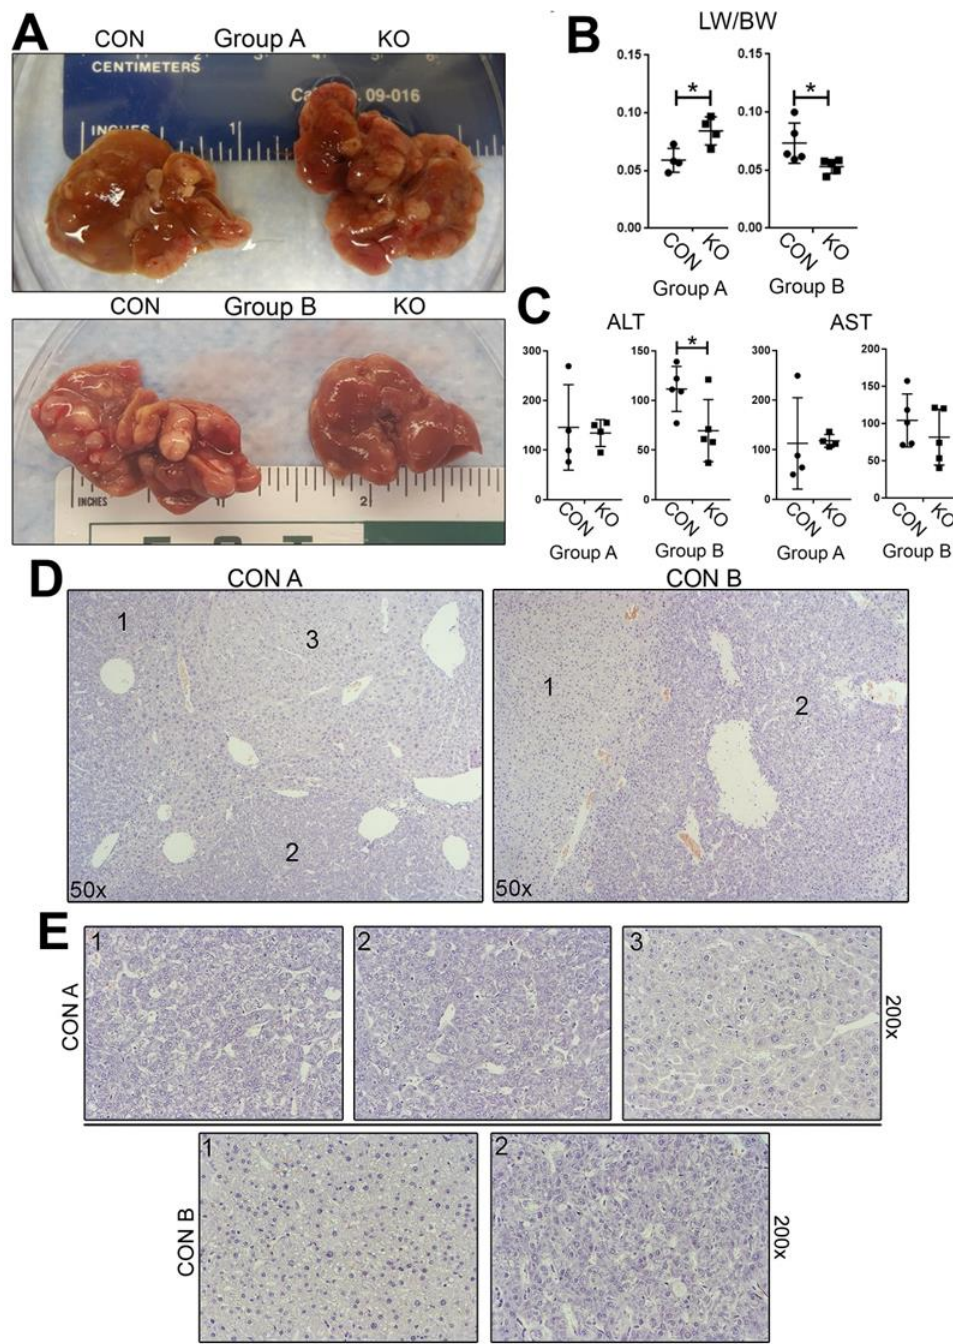 A
CON Group A KO
CENTIMETERS
09-016
INCHES 1
CON Group B KO
INCHES 1 2
B
LW/BW
0.15 0.15
0.10 0.10
0.05 0.05
0.00 0.00
* *
CON KO CON KO
Group A Group B
C
ALT AST
300 150 300 200
200 100 200 150
100 50 100 100
0 0 0 50
0
*
CON KO CON KO CON KO CON KO
Group A Group B Group A Group B
D
CON A CON B
1 3
2
50x
1 2
50x
E
CON A
1 2 3
200x
CON B
1 2
200x